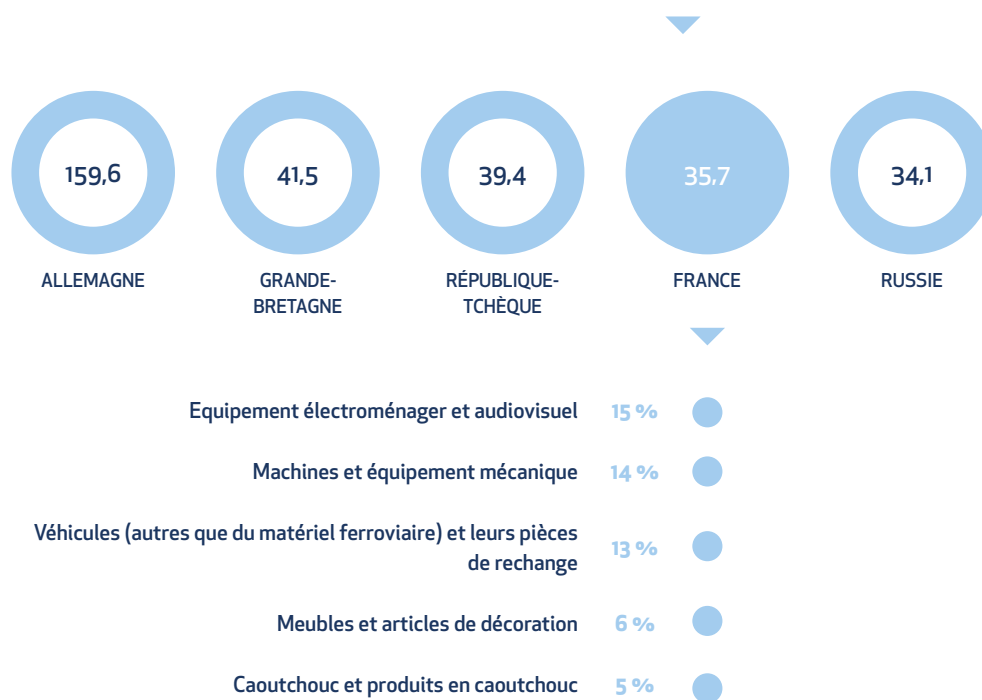 159,6
41,5
39,4
35,7
34,1
ALLEMAGNE
GRANDE-
BRETAGNE
RÉPUBLIQUE-
TCHÈQUE
FRANCE
RUSSIE
Equipement électroménager et audiovisuel 15 %
Machines et équipement mécanique 14 %
Véhicules (autres que du matériel ferroviaire) et leurs pièces
de rechange 13 %
Meubles et articles de décoration 6 %
Caoutchouc et produits en caoutchouc 5 %